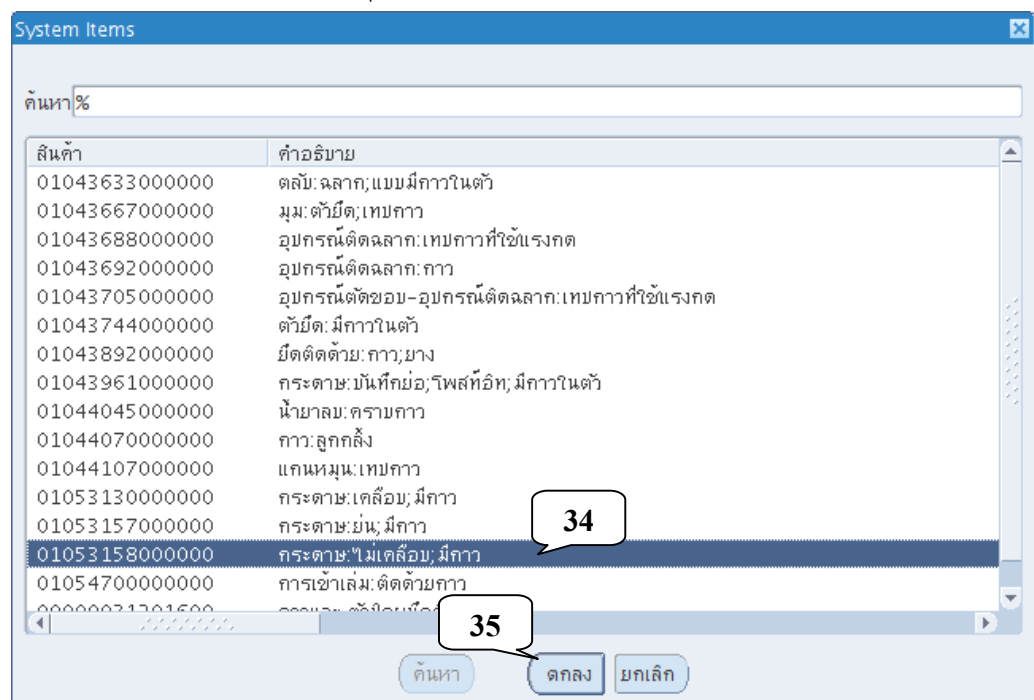 System Items
ค้นหา %
สินค้า คำอธิบาย
01043633000000 ตลับ:ฉลาก;แบบมีกาวในตัว
01043667000000 มุม:ตัวยึด;เทปกาว
01043688000000 อุปกรณ์ติดฉลาก:เทปกาวที่ใช้แรงกด
01043692000000 อุปกรณ์ติดฉลาก:กาว
01043705000000 อุปกรณ์ตัดขอบ-อุปกรณ์ติดฉลาก:เทปกาวที่ใช้แรงกด
01043744000000 ตัวยึด:มีกาวในตัว
01043892000000 ยึดติดด้วย:กาว;ยาง
01043961000000 กระดาษ:บันทึกย่อ;โพสท์อิท;มีกาวในตัว
01044045000000 น้ำยาลบ:คราบกาว
01044070000000 กาว:ลูกกลิ้ง
01044107000000 แกนหมุน:เทปกาว
01053130000000 กระดาษ:เคลือบ;มีกาว
01053157000000 กระดาษ:ย่น;มีกาว
34
01053158000000 กระดาษ:ไม่เคลือบ;มีกาว
01054700000000 การเข้าเล่ม:ติดด้วยกาว
35
ค้นหา ตกลง ยกเลิก